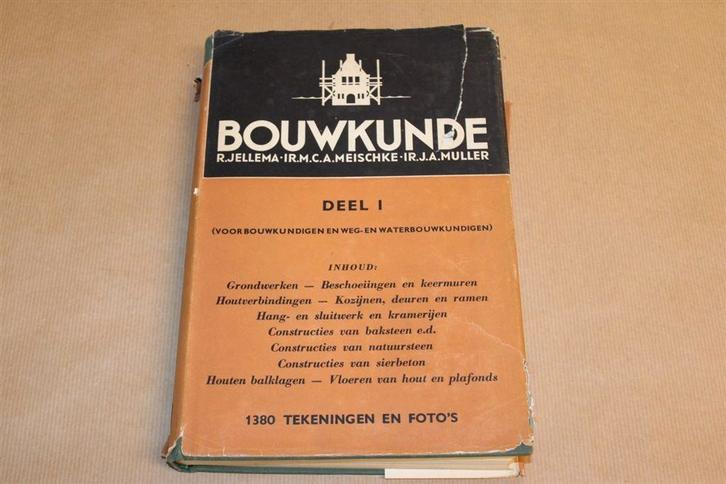 BOUWKUNDE
R.JELLEMA·IR.M.C.A.MEISCHKE·IR.J.A.MULLER
DEEL I
(VOOR BOUWKUNDIGEN EN WEG- EN WATERBOUWKUNDIGEN)
INHOUD:
Grondwerken — Beschoeiingen en keermuren
Houtverbindingen — Kozijnen, deuren en ramen
Hang- en sluitwerk en kramerijen
Constructies van baksteen e.d.
Constructies van natuursteen
Constructies van sierbeton
Houten balklagen — Vloeren van hout en plafonds
1380 TEKENINGEN EN FOTO'S